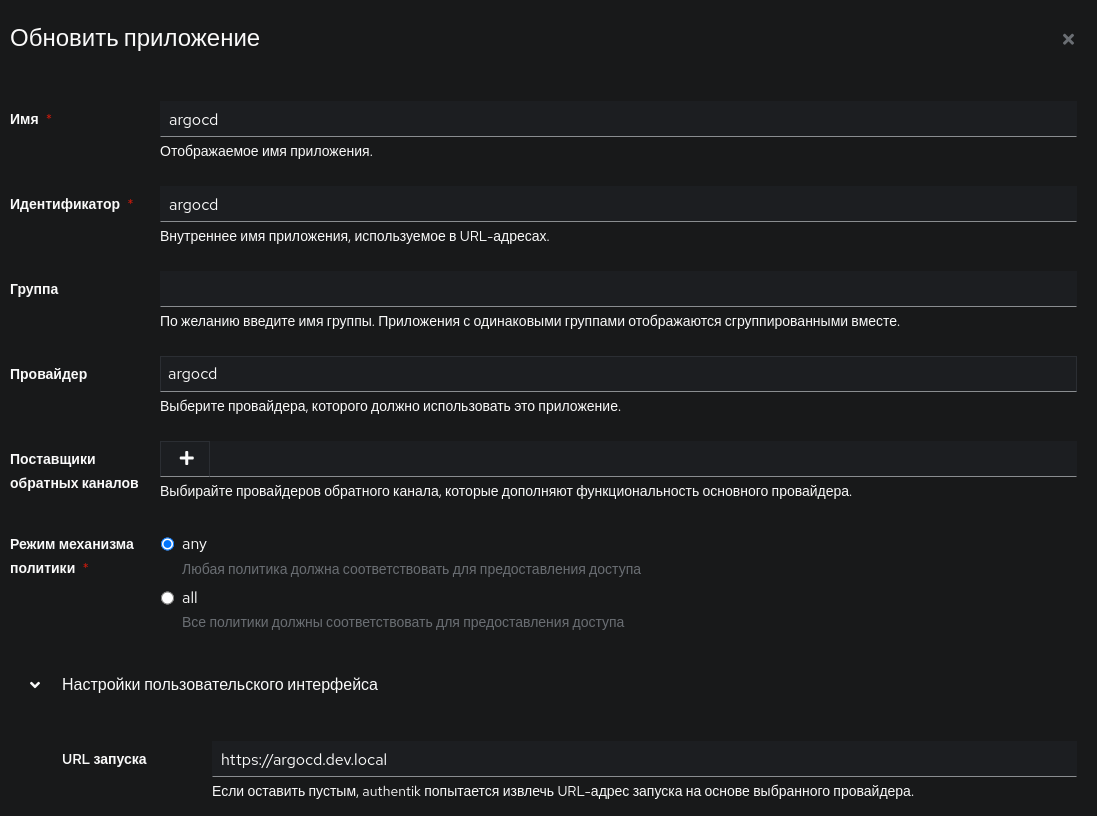 Обновить приложение
Имя *
argocd
Отображаемое имя приложения.
Идентификатор *
argocd
Внутреннее имя приложения, используемое в URL-адресах.
Группа
По желанию введите имя группы. Приложения с одинаковыми группами отображаются сгруппированными вместе.
Провайдер
argocd
Выберите провайдера, которого должно использовать это приложение.
Поставщики
обратных каналов
Выбирайте провайдеров обратного канала, которые дополняют функциональность основного провайдера.
Режим механизма
политики *
any
Любая политика должна соответствовать для предоставления доступа
all
Все политики должны соответствовать для предоставления доступа
Настройки пользовательского интерфейса
URL запуска
https://argocd.dev.local
Если оставить пустым, authentik попытается извлечь URL-адрес запуска на основе выбранного провайдера.